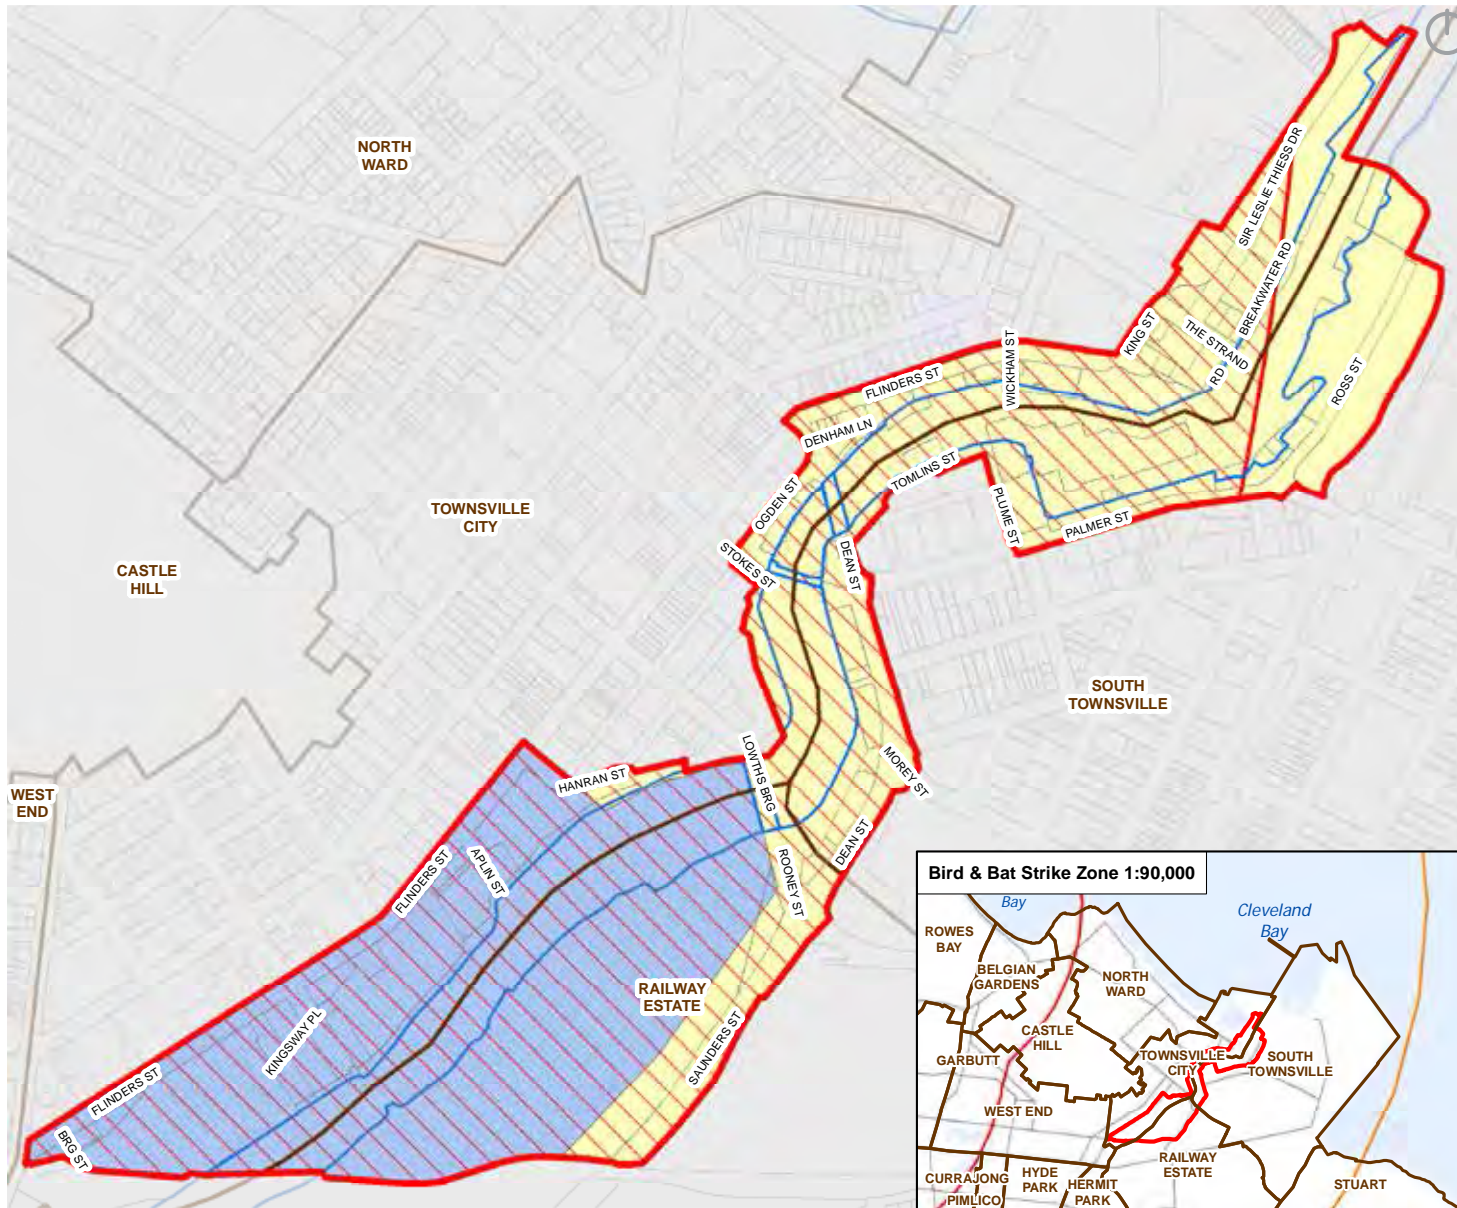 NORTH
WARD
SIR LESLIE THIESS DR
BREAKWATER RD
KING ST
THE STRAND
RD
ROSS ST
WICKHAM ST
FLINDERS ST
DENHAM LN
TOMLINS ST
OGDEN ST
PLUME ST
PALMER ST
TOWNSVILLE
CITY
STOKES ST
DEAN ST
CASTLE
HILL
SOUTH
TOWNSVILLE
LOWTHS BRG
MOREY ST
HANRAN ST
WEST
END
DEAN ST
FLINDERS ST
APLIN ST
ROONEY ST
RAILWAY
ESTATE
KINGSWAY PL
SAUNDERS ST
FLINDERS ST
BRG ST
Bird & Bat Strike Zone 1:90,000
Bay
Cleveland
Bay
ROWES
BAY
BELGIAN
GARDENS
NORTH
WARD
CASTLE
HILL
GARBUTT
TOWNSVILLE
CITY
SOUTH
TOWNSVILLE
WEST END
RAILWAY
ESTATE
CURRAJONG
HYDE
PARK
HERMIT
PARK
PIMLICO
STUART